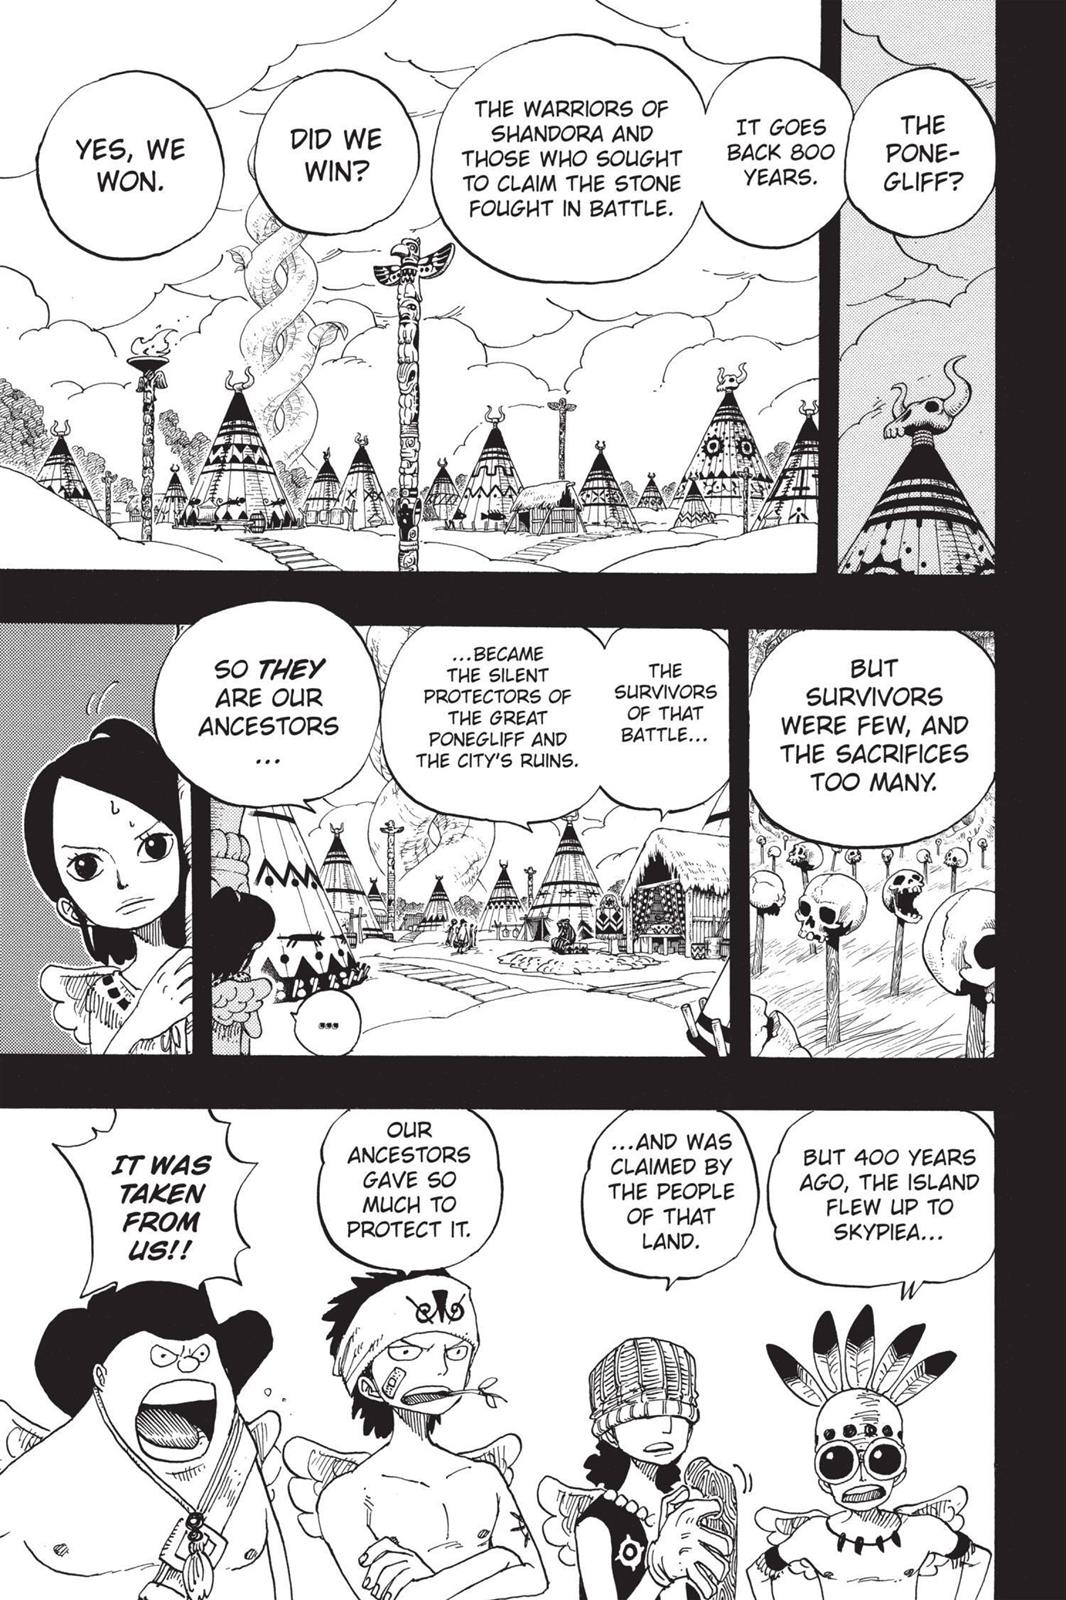 THE
PONE-
GLIFF?
IT GOES
BACK 800
YEARS.
THE WARRIORS OF
SHANDORA AND
THOSE WHO SOUGHT
TO CLAIM THE STONE
FOUGHT IN BATTLE.
DID WE
WIN?
YES, WE
WON.
BUT
SURVIVORS
WERE FEW, AND
THE SACRIFICES
TOO MANY.
THE
SURVIVORS
OF THAT
BATTLE...
...BECAME
THE SILENT
PROTECTORS OF
THE GREAT
PONEGLIFF AND
THE CITY'S RUINS.
SO THEY
ARE OUR
ANCESTORS
...
...
BUT 400 YEARS
AGO, THE ISLAND
FLEW UP TO
SKYPIEA...
...AND WAS
CLAIMED BY
THE PEOPLE
OF THAT
LAND.
OUR
ANCESTORS
GAVE SO
MUCH TO
PROTECT IT.
IT WAS
TAKEN
FROM
US!!